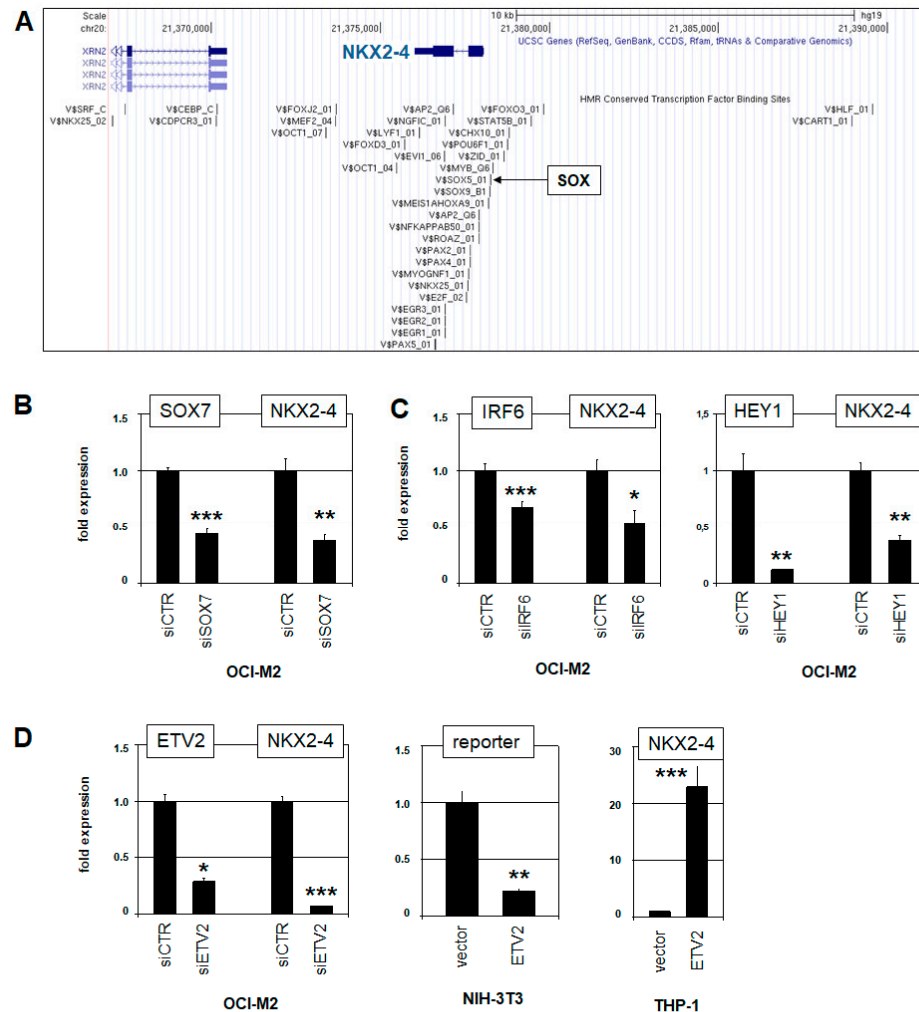 A
Scale
10 kb
hg19
chr20:
21,370,000
21,375,000
21,380,000
21,385,000
21,390,000
UCSC Genes (RefSeq, GenBank, CCDS, Rfam, tRNAs & Comparative Genomics)
XRN2
NKX2-4
XRN2
XRN2
XRN2
HMR Conserved Transcription Factor Binding Sites
V$SRF_C
V$CEBP_C
V$FOXJ2_01
V$AP2_Q6
V$FOXO3_01
V$HLF_01
V$NKX25_02
V$CDPCR3_01
V$MEF2_04
V$NGFIC_01
V$STAT5B_01
V$CART1_01
V$OCT1_07
V$LYF1_01
V$CHX10_01
V$FOXD3_01
V$POU6F1_01
V$EVI1_06
V$ZID_01
V$OCT1_04
V$MYB_Q6
V$SOX5_01
SOX
V$SOX9_B1
V$MEIS1AHOXA9_01
V$AP2_Q6
V$NFKAPPAB50_01
V$ROAZ_01
V$PAX2_01
V$PAX4_01
V$MYOGNF1_01
V$NKX25_01
V$E2F_02
V$EGR3_01
V$EGR2_01
V$EGR1_01
V$PAX5_01
B
fold expression
1.5
1.0
0.5
0
SOX7
NKX2-4
***
**
siCTR
siSOX7
siCTR
siSOX7
OCI-M2
C
fold expression
1.5
1.0
0.5
0
IRF6
NKX2-4
***
*
siCTR
siIRF6
siCTR
siIRF6
OCI-M2
1,5
1
0,5
0
HEY1
NKX2-4
**
**
siCTR
siHEY1
siCTR
siHEY1
OCI-M2
D
fold expression
1.5
1.0
0.5
0
ETV2
NKX2-4
*
***
siCTR
siETV2
siCTR
siETV2
OCI-M2
1.5
1.0
0.5
0
reporter
**
vector
ETV2
NIH-3T3
30
20
10
0
NKX2-4
***
vector
ETV2
THP-1